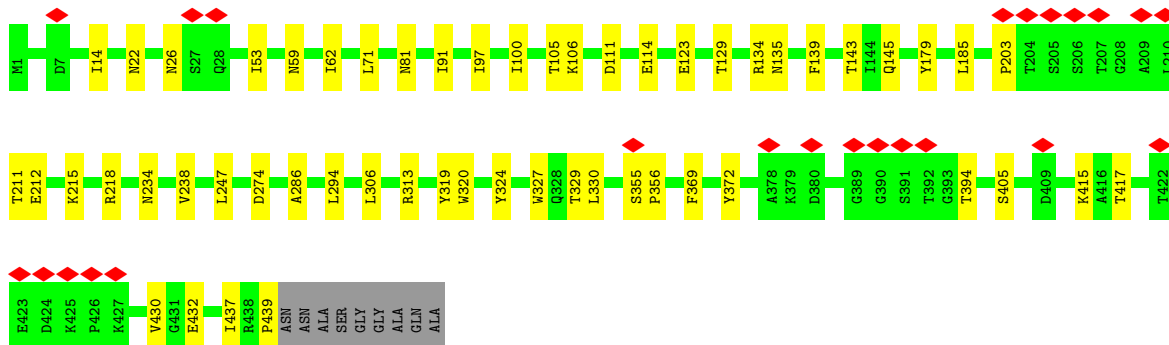 M1 D7 I14 N22 N26 S27 Q28 I53 N59 I62 L71 N81 I91 I97 I100 T105 K106 D111 E114 E123 T129 R134 N135 F139 T143 I144 Q145 Y179 L185 P203 T204 S205 S206 T207 G208 A209 L210
T211 E212 K215 R218 N234 V238 L247 D274 A286 L294 L306 R313 Y319 W320 Y324 W327 Q328 T329 L330 S355 P356 F369 Y372 A378 K379 D380 G389 G390 S391 T392 G393 T394 S405 D409 K415 A416 T417 T422
E423 D424 K425 P426 K427 V430 G431 E432 I437 R438 P439 ASN ASN ALA SER GLY GLY ALA GLN ALA